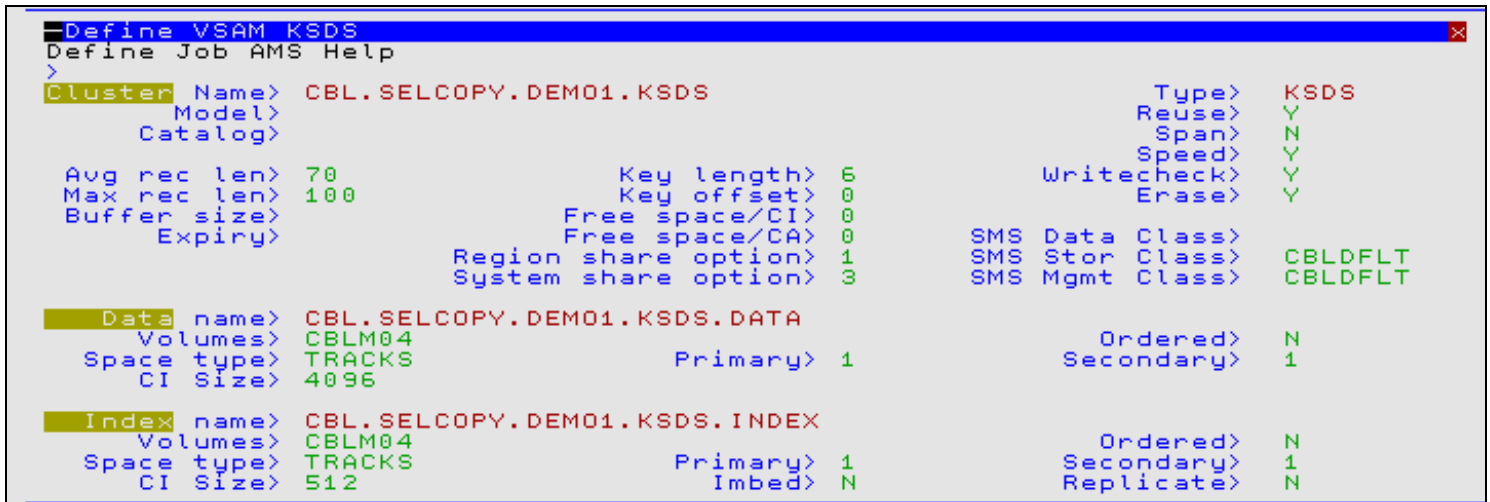 Define VSAM KSDS
Define Job AMS Help
>
Cluster Name> CBL.SELCOPY.DEMO1.KSDS Type> KSDS
Model> Reuse> Y
Catalog> Span> N
Speed> Y
Avg rec len> 70 Key length> 6 Writecheck> Y
Max rec len> 100 Key offset> 0 Erase> Y
Buffer size> Free space/CI> 0
Expiry> Free space/CA> 0 SMS Data Class>
Region share option> 1 SMS Stor Class> CBLDFLT
System share option> 3 SMS Mgmt Class> CBLDFLT
Data name> CBL.SELCOPY.DEMO1.KSDS.DATA
Volumes> CBLM04 Ordered> N
Space type> TRACKS Primary> 1 Secondary> 1
CI Size> 4096
Index name> CBL.SELCOPY.DEMO1.KSDS.INDEX
Volumes> CBLM04 Ordered> N
Space type> TRACKS Primary> 1 Secondary> 1
CI Size> 512 Imbed> N Replicate> N